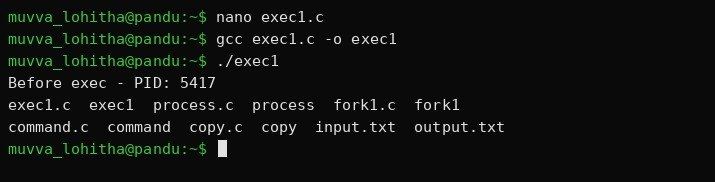 muvva_lohitha@pandu:~$ nano exec1.c
muvva_lohitha@pandu:~$ gcc exec1.c -o exec1
muvva_lohitha@pandu:~$ ./exec1
Before exec - PID: 5417
exec1.c  exec1  process.c  process  fork1.c  fork1
command.c  command  copy.c  copy  input.txt  output.txt
muvva_lohitha@pandu:~$